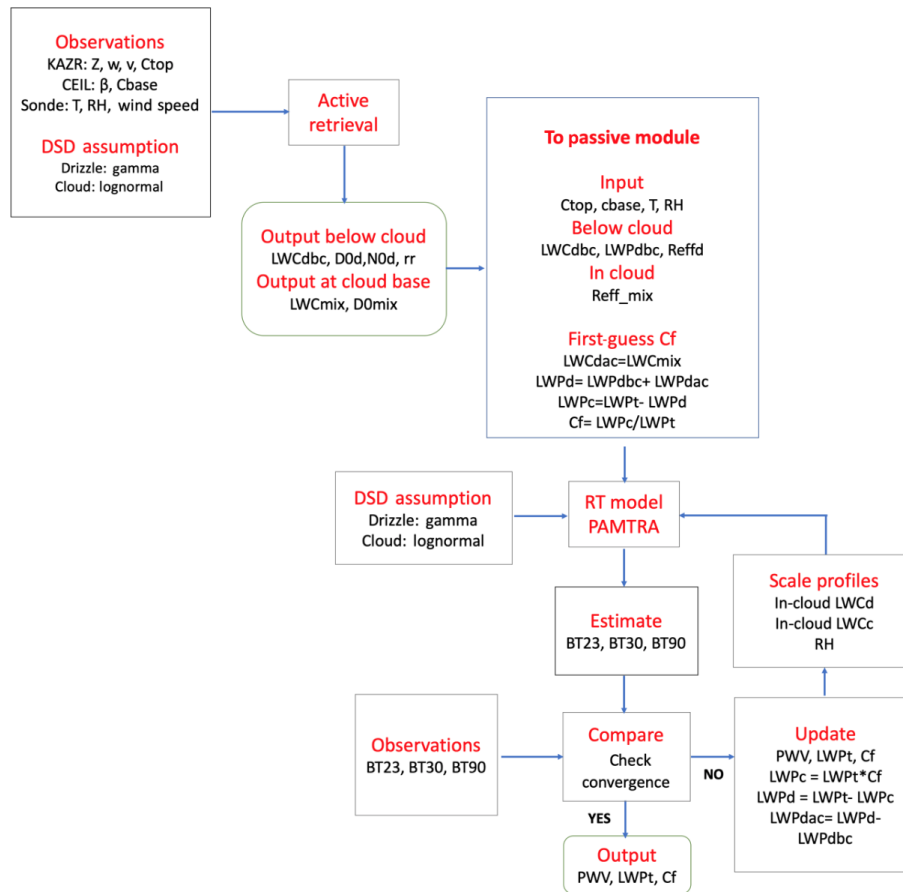 Observations
KAZR: Z, w, v, Ctop
CEIL: β, Cbase
Sonde: T, RH, wind speed
DSD assumption
Drizzle: gamma
Cloud: lognormal
Active
retrieval
Output below cloud
LWCdbc, D0d,N0d, rr
Output at cloud base
LWCmix, D0mix
To passive module
Input
Ctop, cbase, T, RH
Below cloud
LWCdbc, LWPdbc, Reffd
In cloud
Reff_mix
First-guess Cf
LWCdac=LWCmix
LWPd= LWPdbc+ LWPdac
LWPc=LWPt- LWPd
Cf= LWPc/LWPt
DSD assumption
Drizzle: gamma
Cloud: lognormal
RT model
PAMTRA
Scale profiles
In-cloud LWCd
In-cloud LWCc
RH
Estimate
BT23, BT30, BT90
Observations
BT23, BT30, BT90
Compare
Check
convergence
NO
Update
PWV, LWPt, Cf
LWPc = LWPt*Cf
LWPd = LWPt- LWPc
LWPdac= LWPd-
LWPdbc
YES
Output
PWV, LWPt, Cf